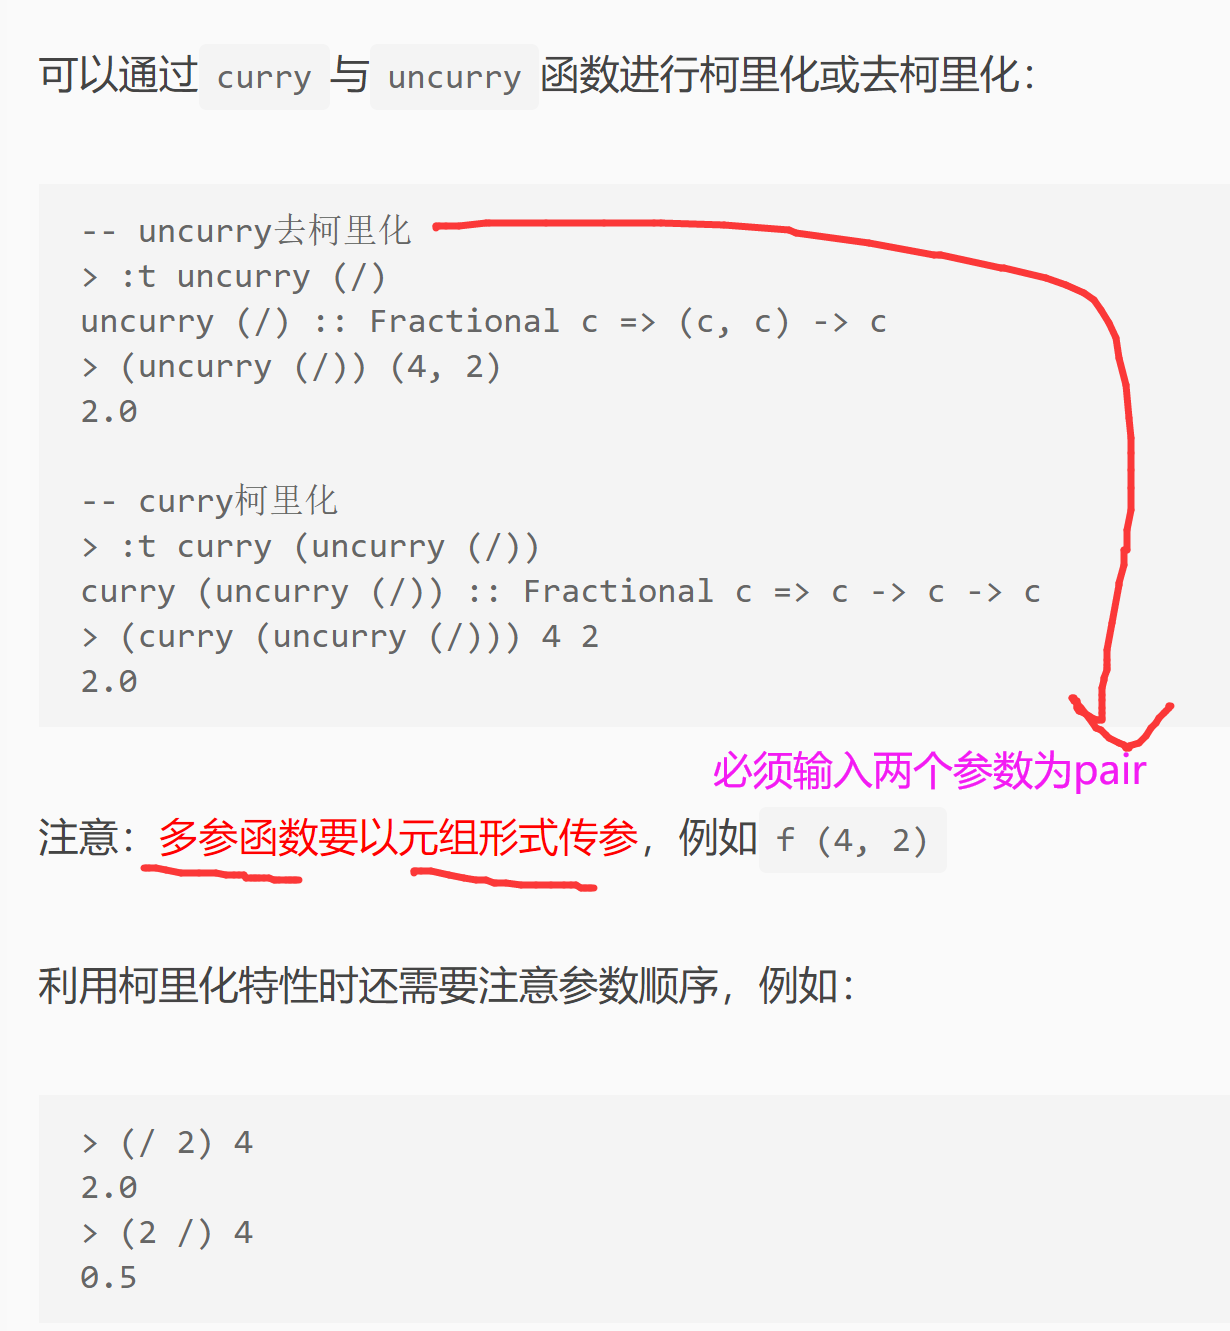 可以通过 curry 与 uncurry 函数进行柯里化或去柯里化：
-- uncurry去柯里化
> :t uncurry (/)
uncurry (/) :: Fractional c => (c, c) -> c
> (uncurry (/)) (4, 2)
2.0
-- curry柯里化
> :t curry (uncurry (/))
curry (uncurry (/)) :: Fractional c => c -> c -> c
> (curry (uncurry (/))) 4 2
2.0
必须输入两个参数为pair
注意：多参函数要以元组形式传参，例如 f (4, 2)
利用柯里化特性时还需要注意参数顺序，例如：
> (/ 2) 4
2.0
> (2 /) 4
0.5